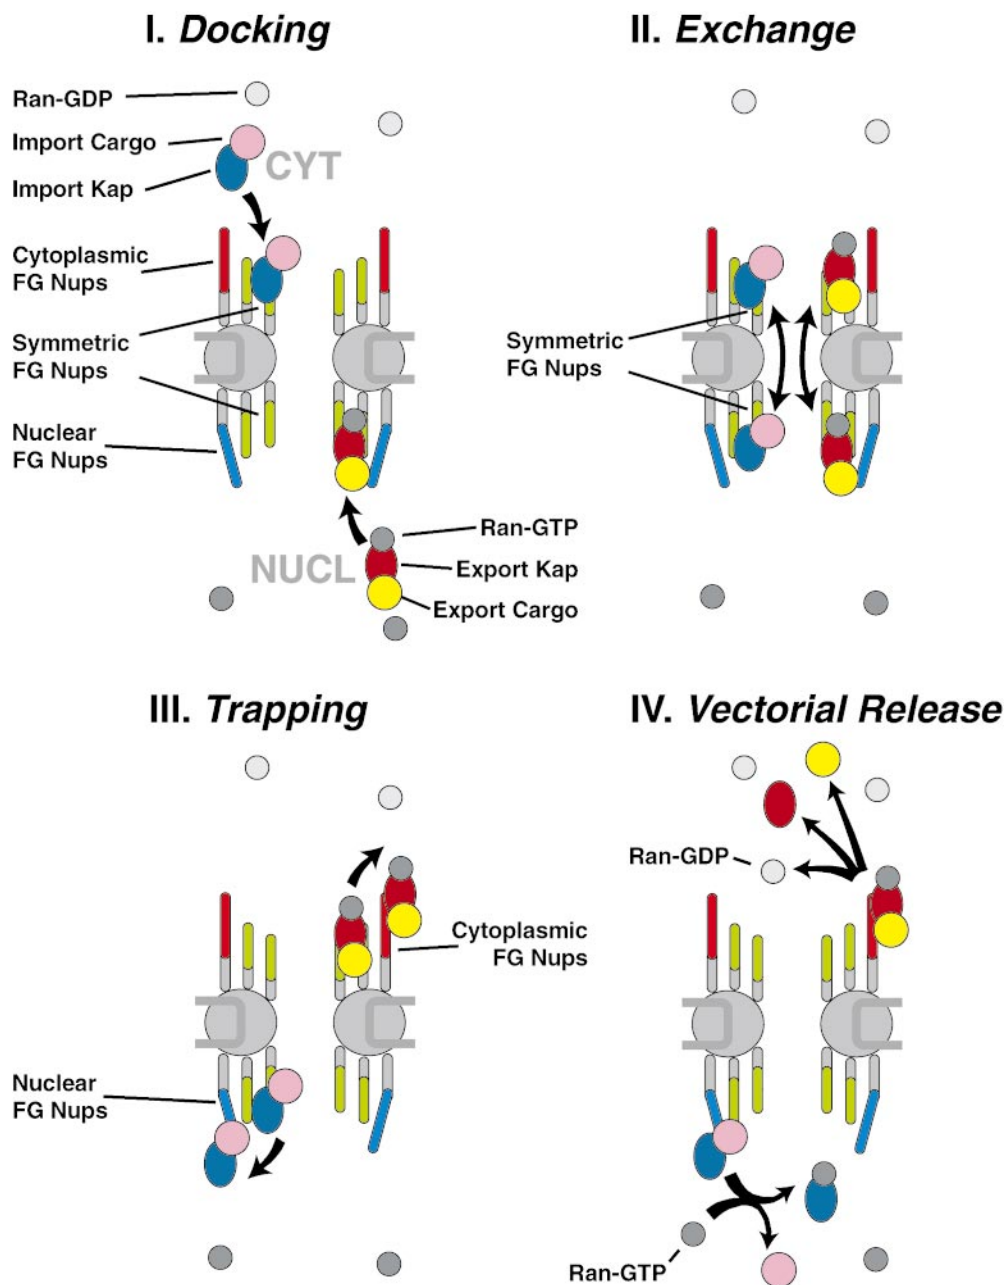 I. Docking
Ran-GDP
Import Cargo
CYT
Import Kap
Cytoplasmic
FG Nups
Symmetric
FG Nups
Nuclear
FG Nups
Ran-GTP
NUCL
Export Kap
Export Cargo
II. Exchange
Symmetric
FG Nups
III. Trapping
Cytoplasmic
FG Nups
Nuclear
FG Nups
IV. Vectorial Release
Ran-GDP
Ran-GTP